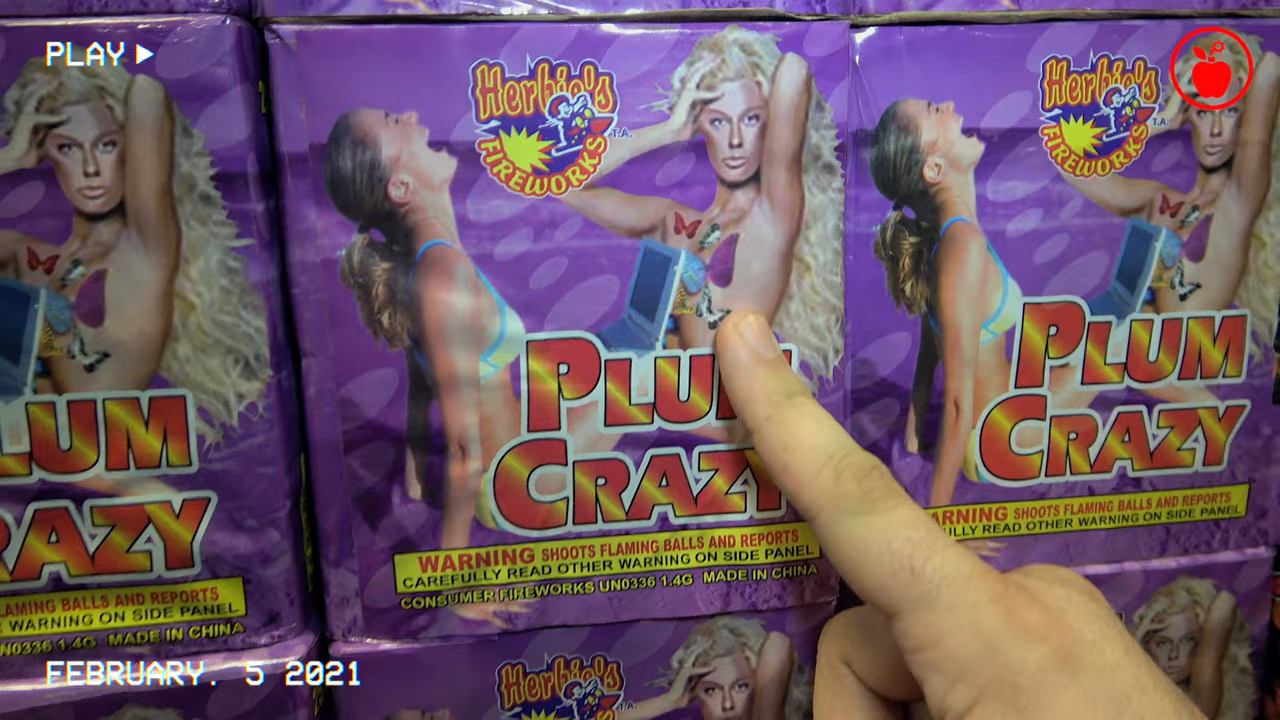 PLAY
Herbie's
FIREWORKS
T.A.
PLUM
CRAZY
WARNING SHOOTS FLAMING BALLS AND REPORTS
CAREFULLY READ OTHER WARNING ON SIDE PANEL
CONSUMER FIREWORKS UN0336 1.4G MADE IN CHINA
Herbie's
FIREWORKS
T.A.
PLUM
CRAZY
ARNING SHOOTS FLAMING BALLS AND REPORTS
LLY READ OTHER WARNING ON SIDE PANEL
LUM
RAZY
LAMING BALLS AND REPORTS
WARNING ON SIDE PANEL
N0336 1.4G MADE IN CHINA
Herbie's
FIREWORKS
T.A.
FEBRUARY. 5 2021